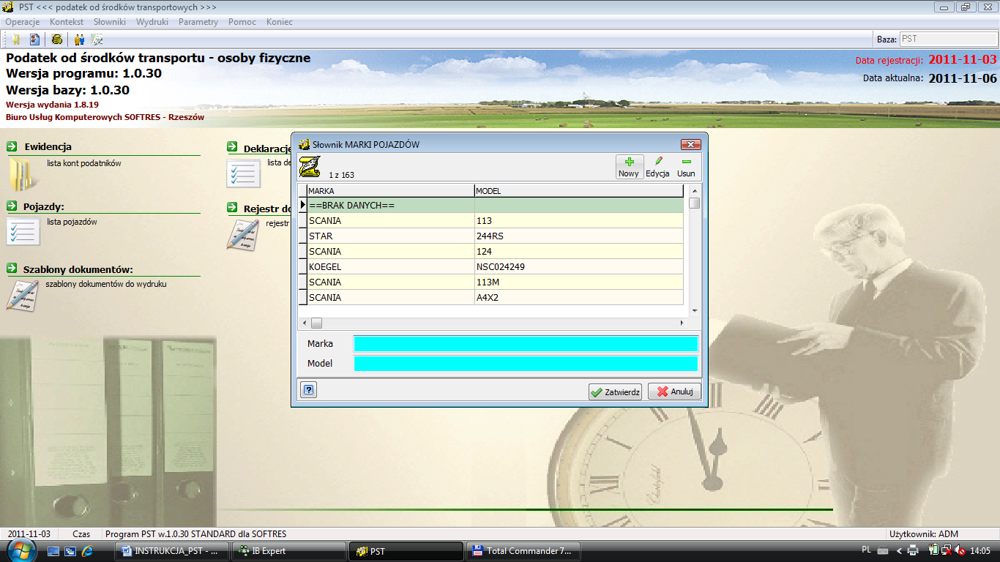 PST <<< podatek od środków transportowych >>>
Operacje Kontekst Słowniki Wydruki Parametry Pomoc Koniec
Baza: PST
Podatek od środków transportu - osoby fizyczne
Wersja programu: 1.0.30
Wersja bazy: 1.0.30
Wersja wydania 1.8.19
Biuro Usług Komputerowych SOFTRES - Rzeszów
Data rejestracji: 2011-11-03
Data aktualna: 2011-11-06
Ewidencja
lista kont podatników
Pojazdy:
lista pojazdów
Szablony dokumentów:
szablony dokumentów do wydruku
Deklaracje
lista de
Rejestr do
rejestr
Słownik MARKI POJAZDÓW
1 z 163
Nowy Edycja Usun
MARKA MODEL
==BRAK DANYCH==
SCANIA 113
STAR 244RS
SCANIA 124
KOEGEL NSC024249
SCANIA 113M
SCANIA A4X2
Marka
Model
Zatwierdz Anuluj
2011-11-03 Czas Program PST w.1.0.30 STANDARD dla SOFTRES Użytkownik: ADM
INSTRUKCJA_PST - ... IB Expert PST Total Commander 7... PL 14:05